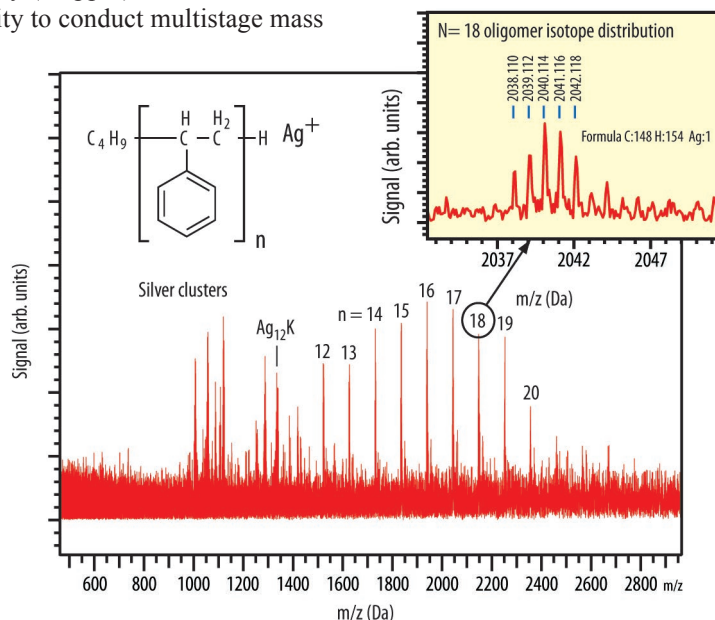 ity to conduct multistage mass
N= 18 oligomer isotope distribution
2038.110
2039.112
2040.114
2041.116
2042.118
Formula C:148 H:154 Ag:1
Signal (arb. units)
2037 2042 2047
m/z (Da)
H H2
C4 H9 C C H Ag+
n
Silver clusters
Ag12K
n = 14 15 16 17 18 19
12 13 20
Signal (arb. units)
600 800 1000 1200 1400 1600 1800 2000 2200 2400 2600 2800 m/z
m/z (Da)